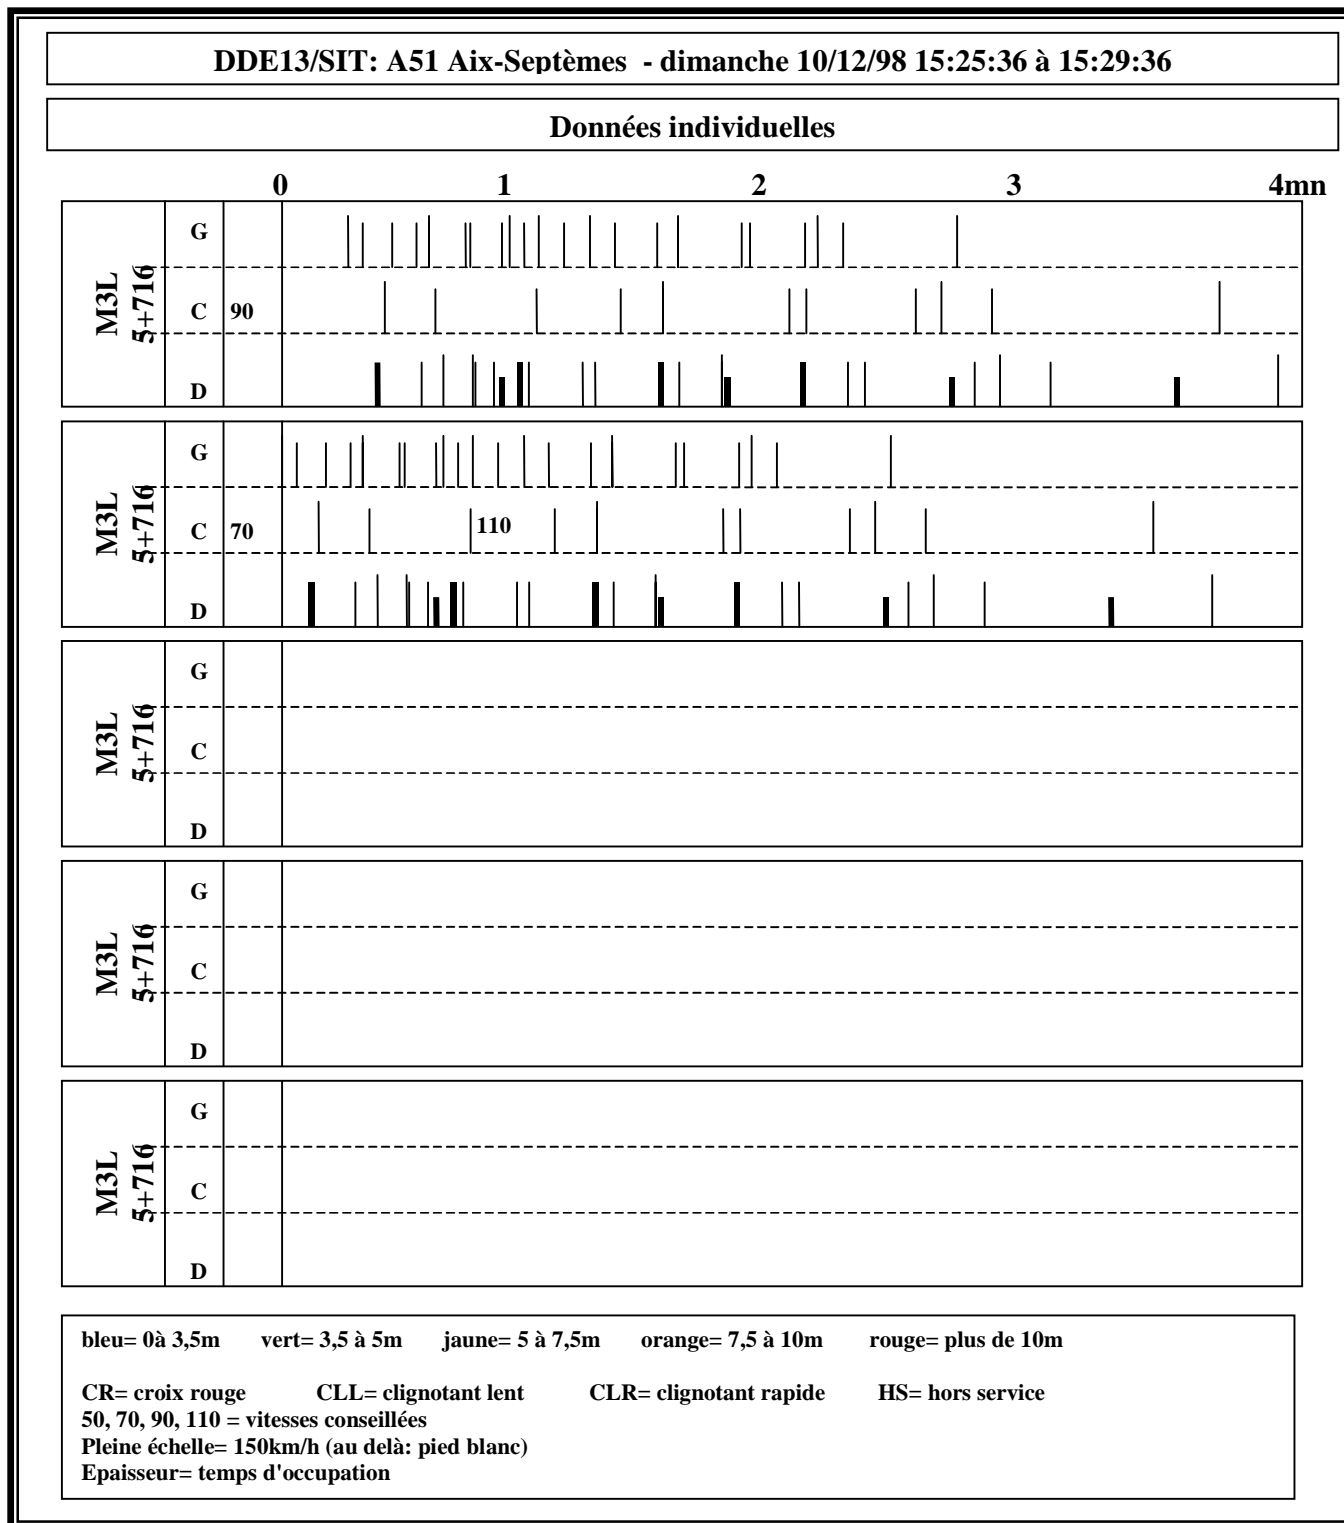 DDE13/SIT: A51 Aix-Septèmes - dimanche 10/12/98 15:25:36 à 15:29:36
Données individuelles
0 1 2 3 4mn
M3L
5+716
G
C 90
D
M3L
5+716
G
C 70 110
D
M3L
5+716
G
C
D
M3L
5+716
G
C
D
M3L
5+716
G
C
D
bleu= 0à 3,5m vert= 3,5 à 5m jaune= 5 à 7,5m orange= 7,5 à 10m rouge= plus de 10m
CR= croix rouge CLL= clignotant lent CLR= clignotant rapide HS= hors service
50, 70, 90, 110 = vitesses conseillées
Pleine échelle= 150km/h (au delà: pied blanc)
Epaisseur= temps d'occupation